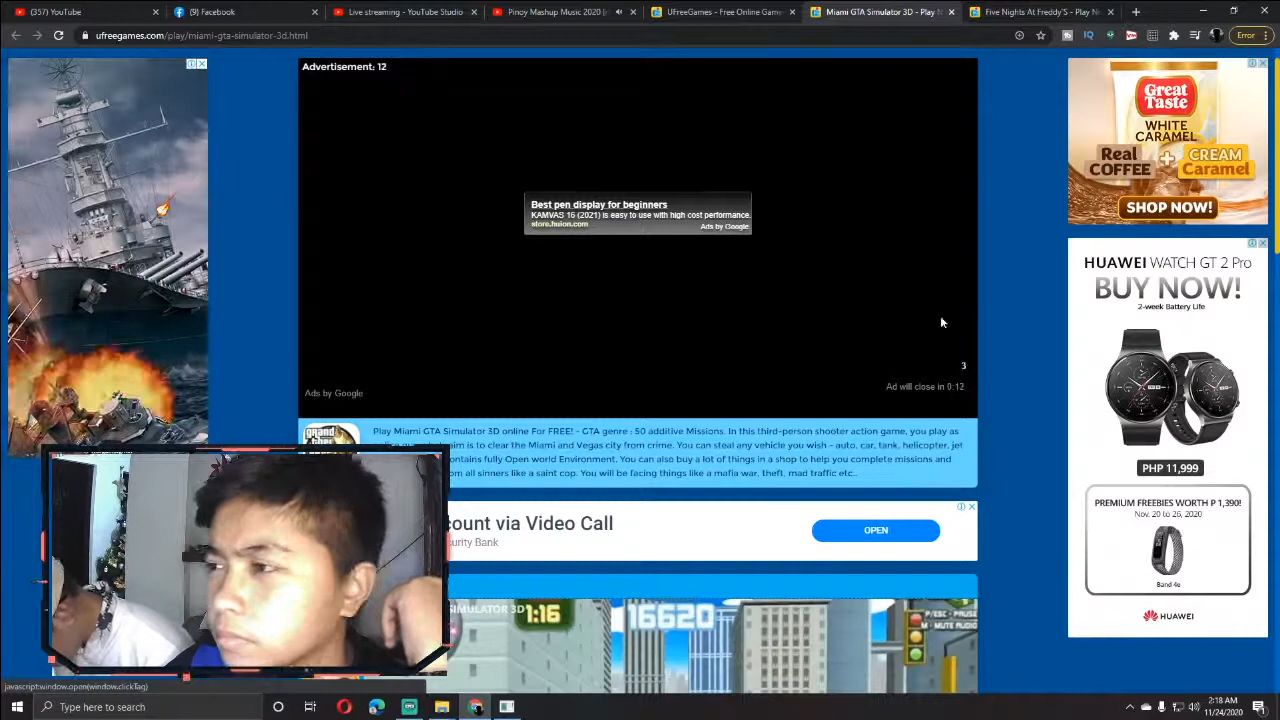 (9) Facebook
Live streaming - YouTube Studio
Pinoy Mashup Music 2020 [
UFreeGames - Free Online Game
Miami GTA Simulator 3D - Play N
Five Nights At Freddy'S - Play N
ufreegames.com/play/miami-gta-simulator-3d.html
Error
Advertisement: 12
Best pen display for beginners
KAMVAS 16 (2021) is easy to use with high cost performance.
store.huion.com
Ads by Google
3
Ad will close in 0:12
Ads by Google
Great
Taste
WHITE
CARAMEL
Real
COFFEE
+
CREAM
Caramel
SHOP NOW!
HUAWEI WATCH GT 2 Pro
BUY NOW!
2-week Battery Life
PHP 11,999
PREMIUM FREEBIES WORTH P 1,390!
Nov. 20 to 26, 2020
Band 4e
HUAWEI
grand
Play Miami GTA Simulator 3D online For FREE! - GTA genre : 50 additive Missions. In this third-person shooter action game, you play as
aim is to clear the Miami and Vegas city from crime. You can steal any vehicle you wish - auto, car, tank, helicopter, jet
ontains fully Open world Environment. You can also buy a lot of things in a shop to help you complete missions and
om all sinners like a saint cop. You will be facing things like a mafia war, theft, mad traffic etc..
count via Video Call
urity Bank
OPEN
SIMULATOR 3D
1:16
16620
P/ESC - PAUSE
M - MUTE AUDIO
javascript:window.open(window.clickTag)
Type here to search
2:18 AM
11/24/2020
1